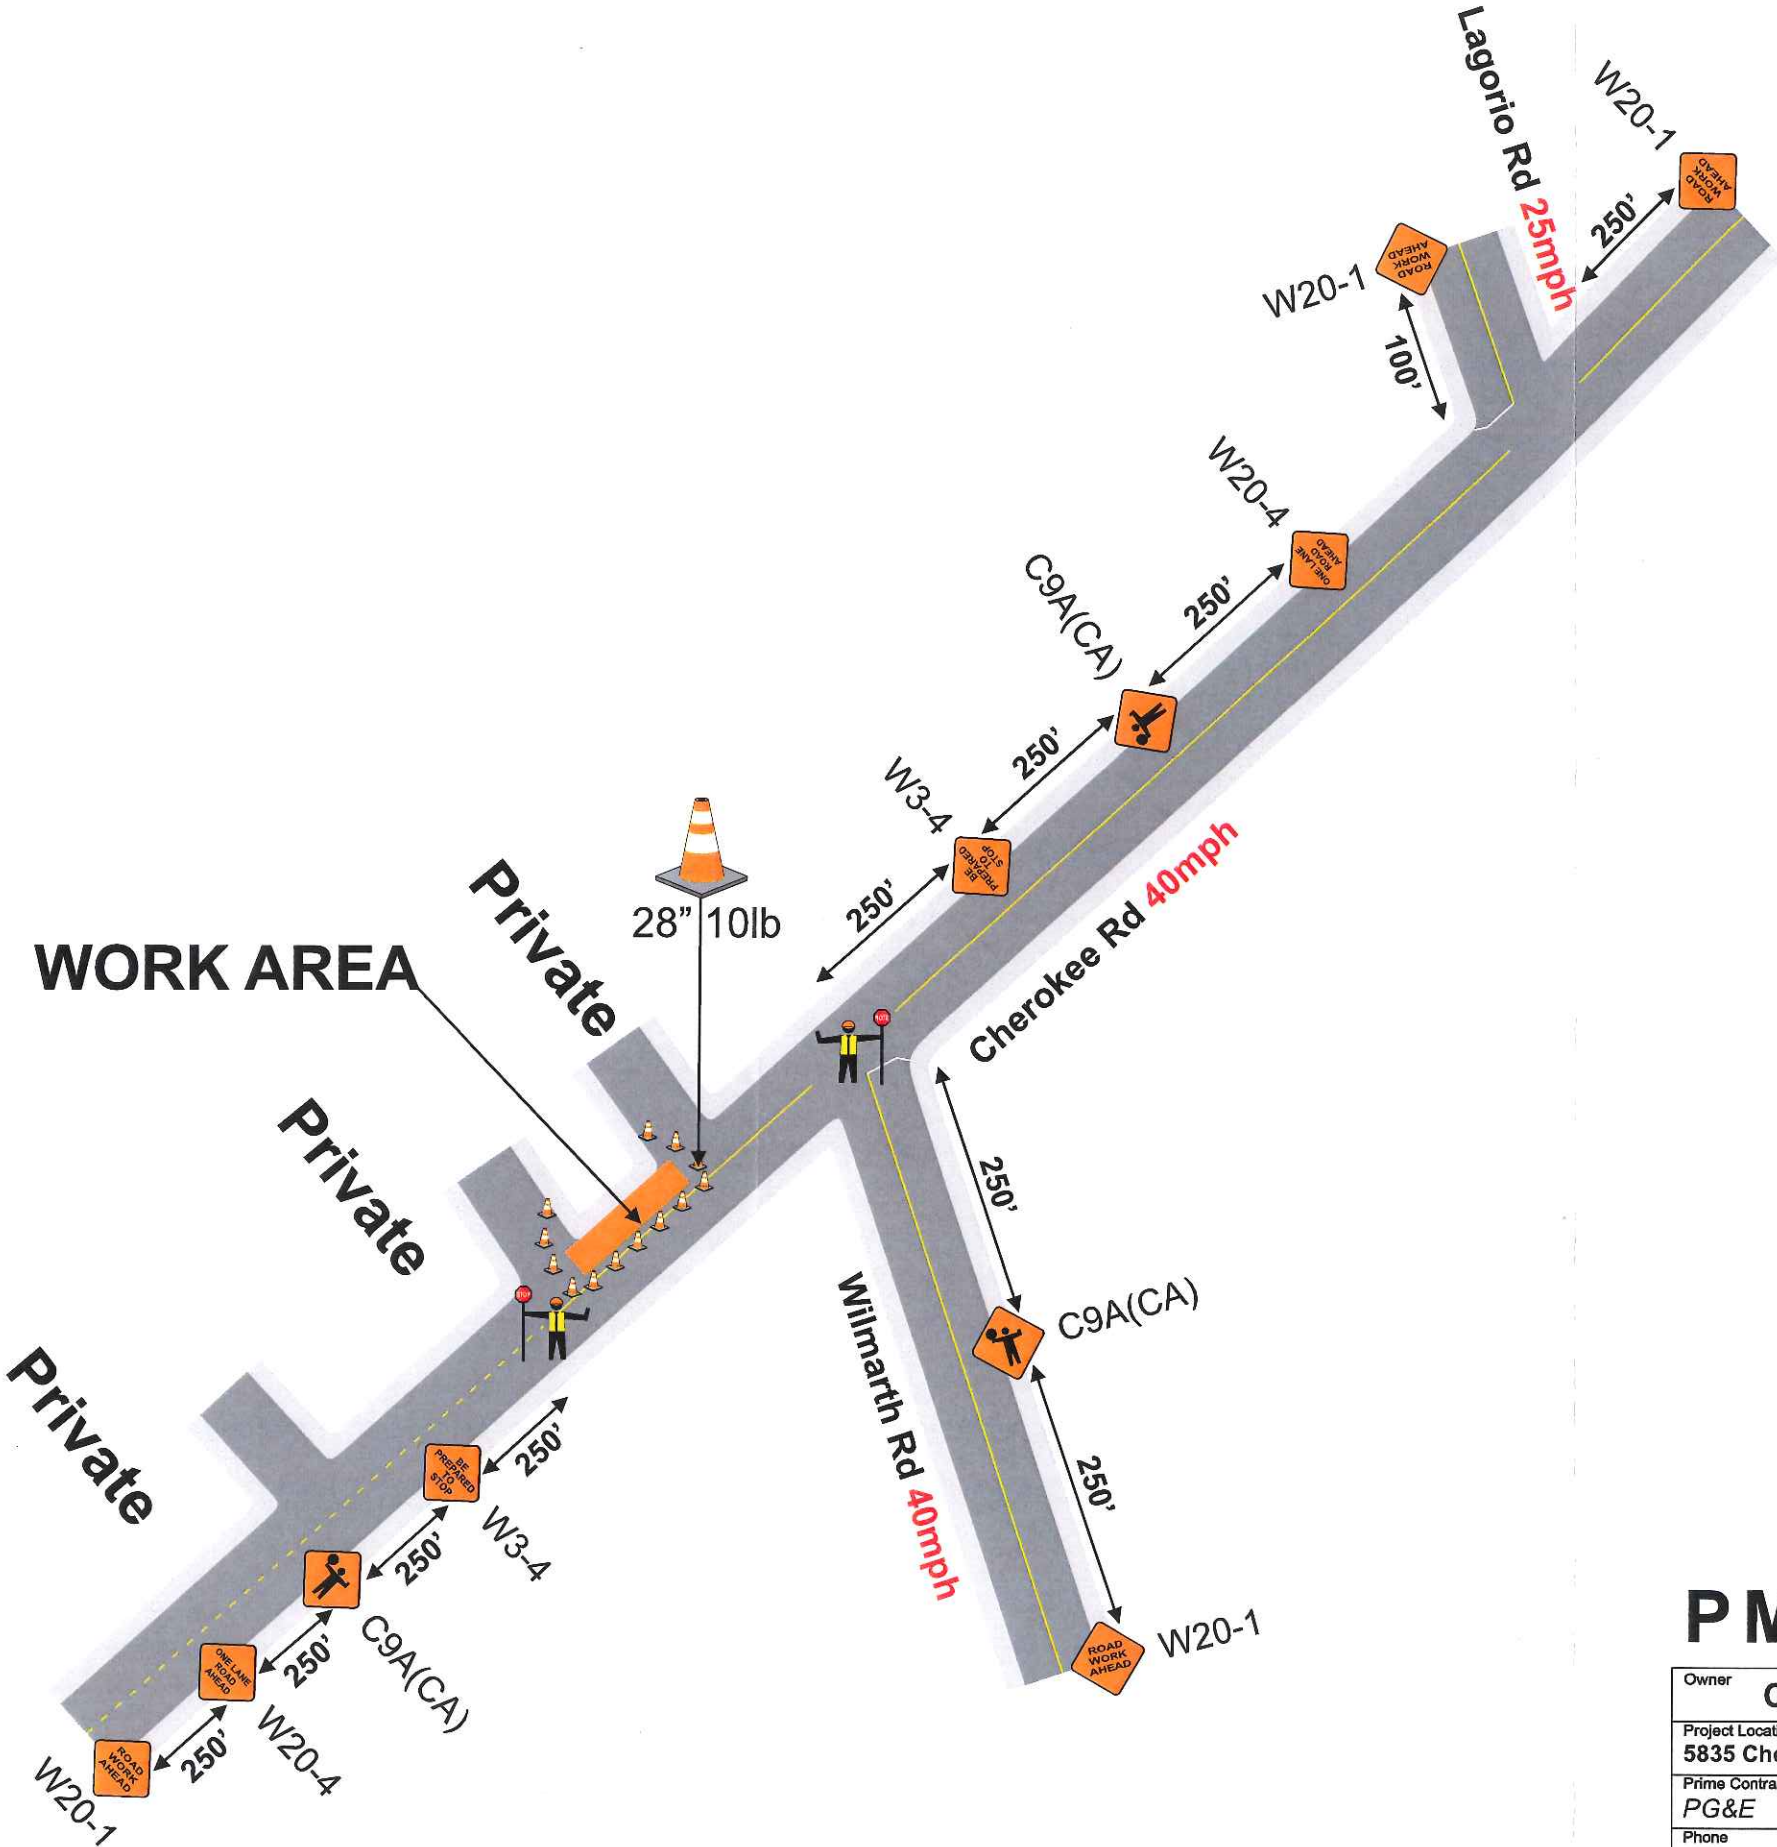 Lagorio Rd 25mph
W20-1
ROAD
WORK
AHEAD
250'
W20-1
ROAD
WORK
AHEAD
100'
W20-4
ONE LANE
ROAD
AHEAD
250'
C9A(CA)
250'
W3-4
BE
PREPARED
TO
STOP
250'
Cherokee Rd 40mph
28" 10lb
WORK AREA
Private
Private
Private
STOP
STOP
250'
C9A(CA)
250'
Wilmarth Rd 40mph
ROAD
WORK
AHEAD
W20-1
250'
BE
PREPARED
TO
STOP
W3-4
250'
C9A(CA)
250'
ONE LANE
ROAD
AHEAD
W20-4
250'
ROAD
WORK
AHEAD
W20-1
P
Owner
Project Locati
5835 Che
Prime Contra
PG&E
Phone